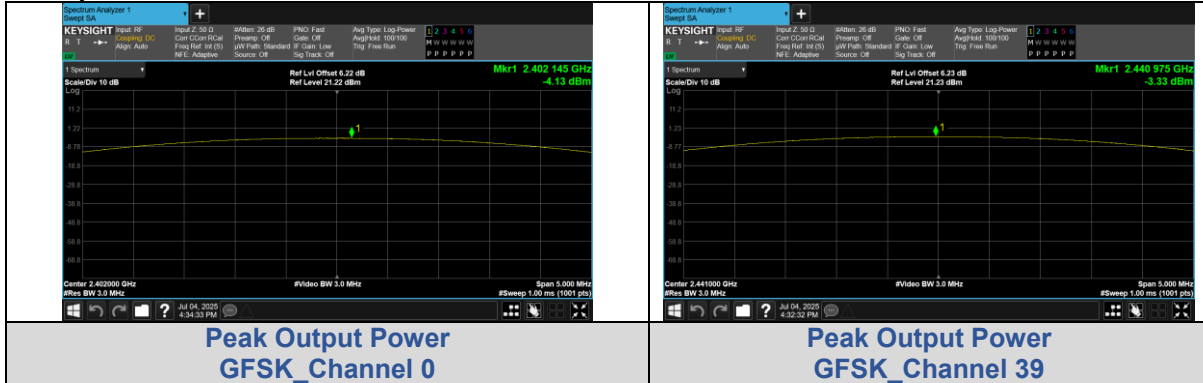 Spectrum Analyzer 1
Swept SA
+
KEYSIGHT
R T
Input: RF
Coupling: DC
Align: Auto
Input Z: 50 Ω
Corr CCorr RCal
Freq Ref: Int (S)
NFE: Adaptive
#Atten: 26 dB
Preamp: Off
µW Path: Standard
Source: Off
PNO: Fast
Gate: Off
IF Gain: Low
Sig Track: Off
Avg Type: Log-Power
Avg|Hold: 100/100
Trig: Free Run
1 2 3 4 5 6
M W W W W W
P P P P P P
1 Spectrum
Scale/Div 10 dB
Log
Ref Lvl Offset 6.22 dB
Ref Level 21.22 dBm
Mkr1 2.402 145 GHz
-4.13 dBm
11.2
1.22
-8.78
-18.8
-28.8
-38.8
-48.8
-58.8
-68.8
1
Center 2.402000 GHz
#Res BW 3.0 MHz
#Video BW 3.0 MHz
Span 5.000 MHz
#Sweep 1.00 ms (1001 pts)
?
Jul 04, 2025
4:34:33 PM
Peak Output Power
GFSK_Channel 0
Spectrum Analyzer 1
Swept SA
+
KEYSIGHT
R T
Input: RF
Coupling: DC
Align: Auto
Input Z: 50 Ω
Corr CCorr RCal
Freq Ref: Int (S)
NFE: Adaptive
#Atten: 26 dB
Preamp: Off
µW Path: Standard
Source: Off
PNO: Fast
Gate: Off
IF Gain: Low
Sig Track: Off
Avg Type: Log-Power
Avg|Hold: 100/100
Trig: Free Run
1 2 3 4 5 6
M W W W W W
P P P P P P
1 Spectrum
Scale/Div 10 dB
Log
Ref Lvl Offset 6.23 dB
Ref Level 21.23 dBm
Mkr1 2.440 975 GHz
-3.33 dBm
11.2
1.23
-8.77
-18.8
-28.8
-38.8
-48.8
-58.8
-68.8
1
Center 2.441000 GHz
#Res BW 3.0 MHz
#Video BW 3.0 MHz
Span 5.000 MHz
#Sweep 1.00 ms (1001 pts)
?
Jul 04, 2025
4:32:32 PM
Peak Output Power
GFSK_Channel 39